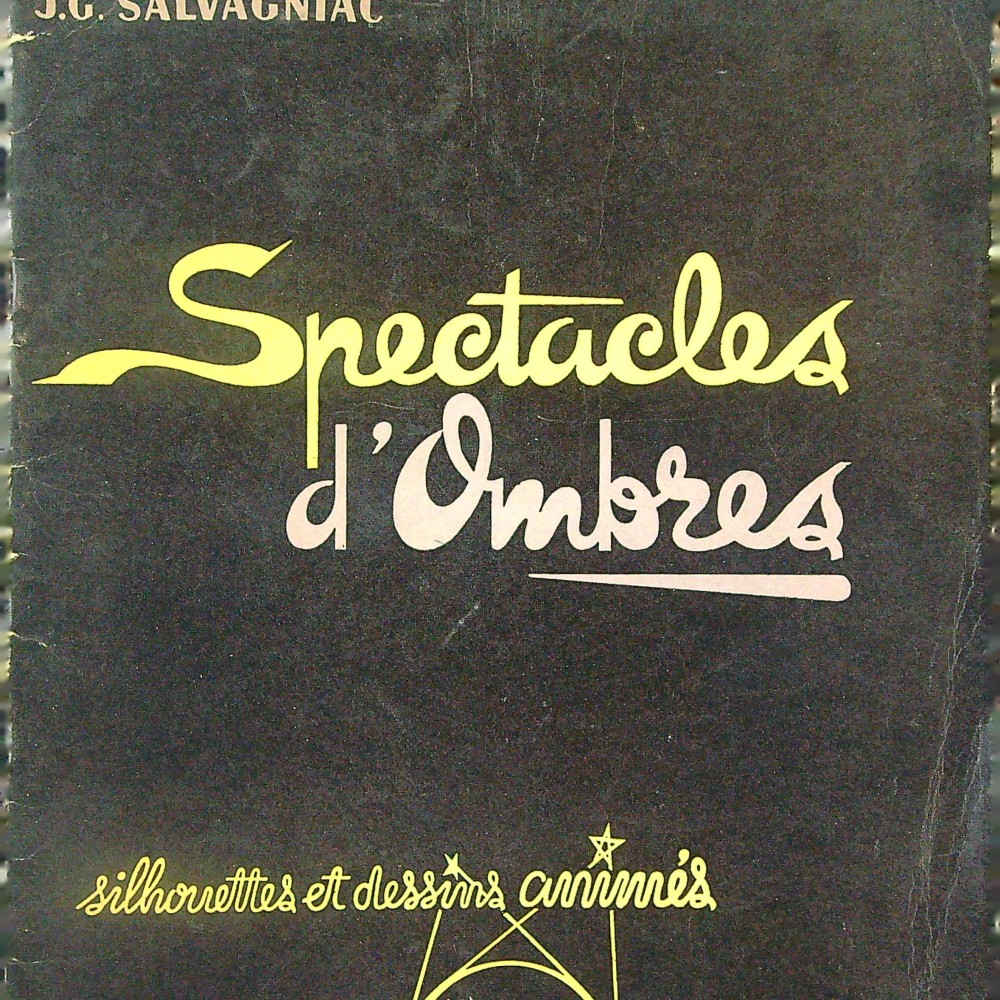 J.G. SALVAGNIAC
Spectacles
d'Ombres
silhouettes et dessins animés